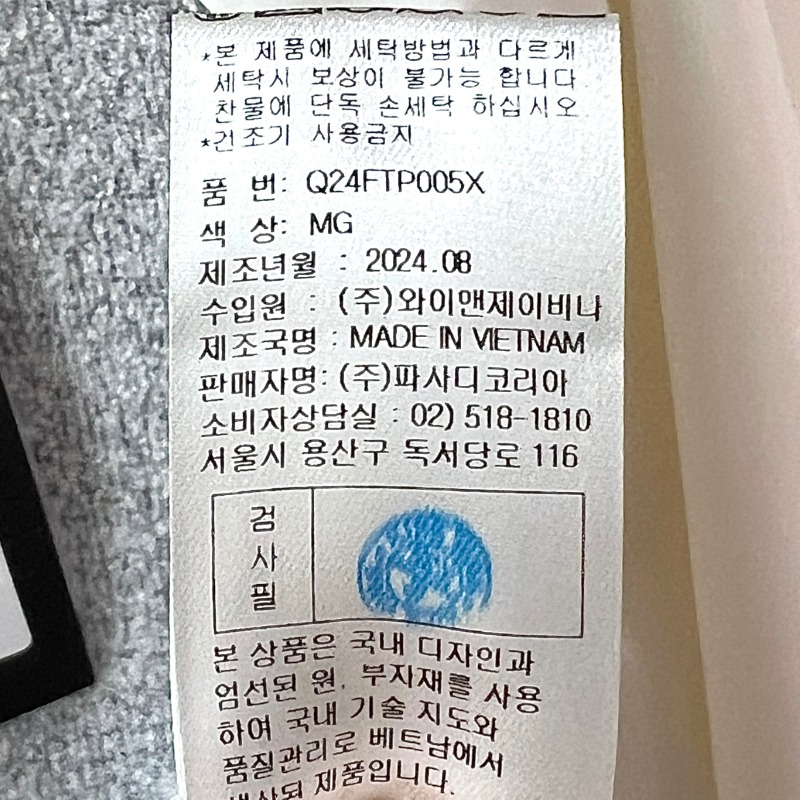 *본 제품에 세탁방법과 다르게
세탁시 보상이 불가능 합니다
찬물에 단독 손세탁 하십시오
*건조기 사용금지
품 번: Q24FTP005X
색 상: MG
제조년월 : 2024.08
수입원 : (주)와이앤제이비나
제조국명 : MADE IN VIETNAM
판매자명: (주)파사디코리아
소비자상담실 : 02) 518-1810
서울시 용산구 독서당로 116
검
사
필
본 상품은 국내 디자인과
엄선된 원, 부자재를 사용
하여 국내 기술 지도와
품질관리로 베트남에서
생산된 제품입니다.